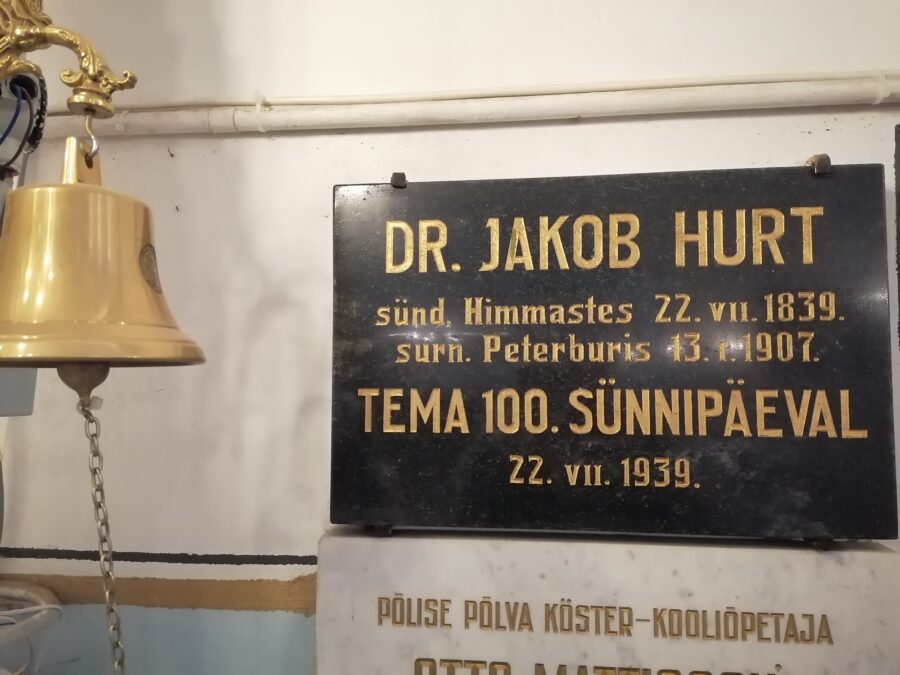 DR. JAKOB HURT
sünd. Himmastes 22. VII. 1839.
surn. Peterburis 13. I. 1907.
TEMA 100. SÜNNIPÄEVAL
22. VII. 1939.
PÕLISE PÕLVA KÖSTER-KOOLIÕPETAJA
OTTO